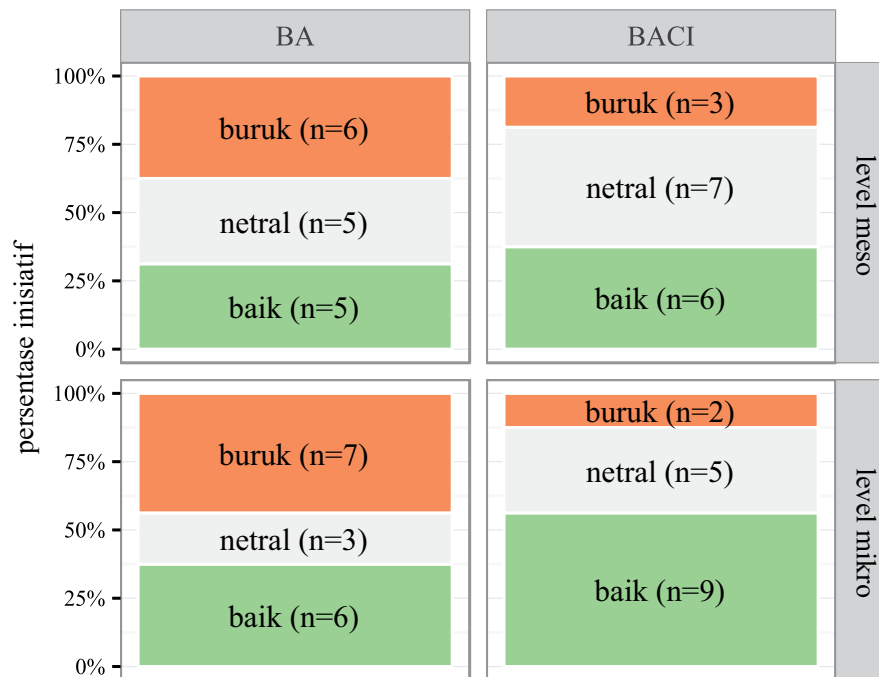 BA
BACI
persentase inisiatif
100%
75%
50%
25%
0%
buruk (n=6)
netral (n=5)
baik (n=5)
buruk (n=3)
netral (n=7)
baik (n=6)
level meso
100%
75%
50%
25%
0%
buruk (n=7)
netral (n=3)
baik (n=6)
buruk (n=2)
netral (n=5)
baik (n=9)
level mikro